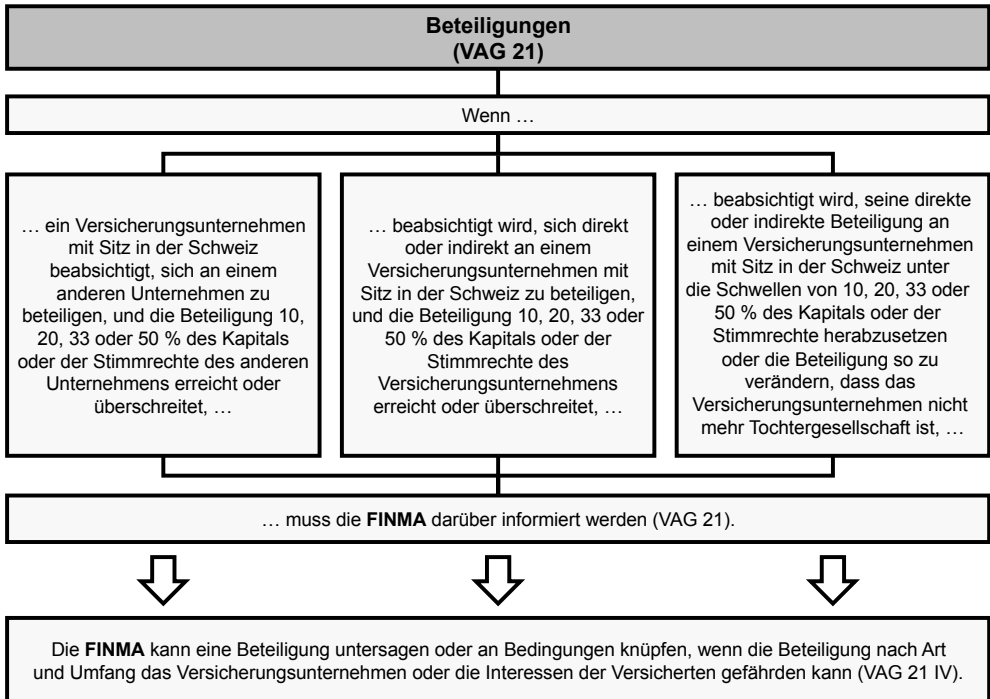 Beteiligungen
(VAG 21)
Wenn …
… ein Versicherungsunternehmen
mit Sitz in der Schweiz
beabsichtigt, sich an einem
anderen Unternehmen zu
beteiligen, und die Beteiligung 10,
20, 33 oder 50 % des Kapitals
oder der Stimmrechte des anderen
Unternehmens erreicht oder
überschreitet, …
… beabsichtigt wird, sich direkt
oder indirekt an einem
Versicherungsunternehmen mit
Sitz in der Schweiz zu beteiligen,
und die Beteiligung 10, 20, 33 oder
50 % des Kapitals oder der
Stimmrechte des
Versicherungsunternehmens
erreicht oder überschreitet, …
… beabsichtigt wird, seine direkte
oder indirekte Beteiligung an
einem Versicherungsunternehmen
mit Sitz in der Schweiz unter
die Schwellen von 10, 20, 33 oder
50 % des Kapitals oder der
Stimmrechte herabzusetzen
oder die Beteiligung so zu
verändern, dass das
Versicherungsunternehmen nicht
mehr Tochtergesellschaft ist, …
… muss die FINMA darüber informiert werden (VAG 21).
Die FINMA kann eine Beteiligung untersagen oder an Bedingungen knüpfen, wenn die Beteiligung nach Art
und Umfang das Versicherungsunternehmen oder die Interessen der Versicherten gefährden kann (VAG 21 IV).